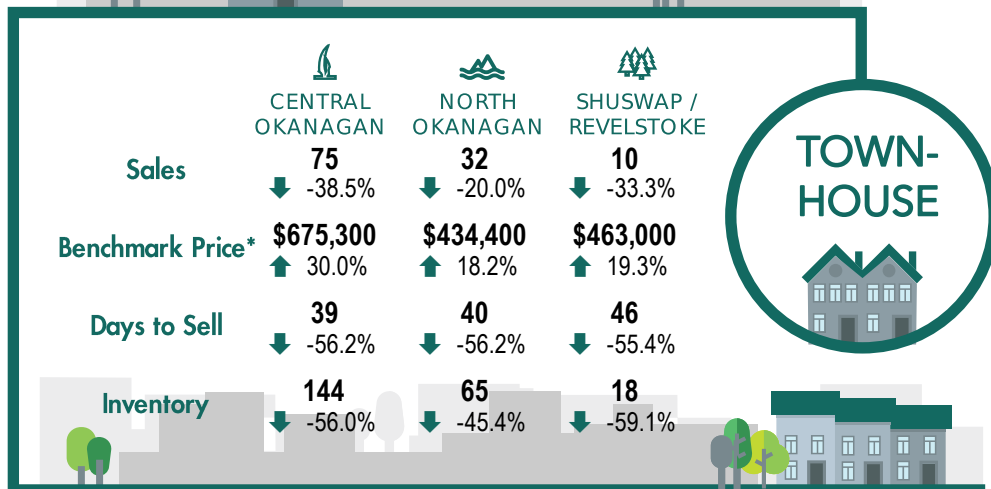 CENTRAL OKANAGAN NORTH OKANAGAN SHUSWAP / REVELSTOKE
TOWN-
HOUSE
Sales 75 32 10
-38.5% -20.0% -33.3%
Benchmark Price* $675,300 $434,400 $463,000
30.0% 18.2% 19.3%
Days to Sell 39 40 46
-56.2% -56.2% -55.4%
Inventory 144 65 18
-56.0% -45.4% -59.1%